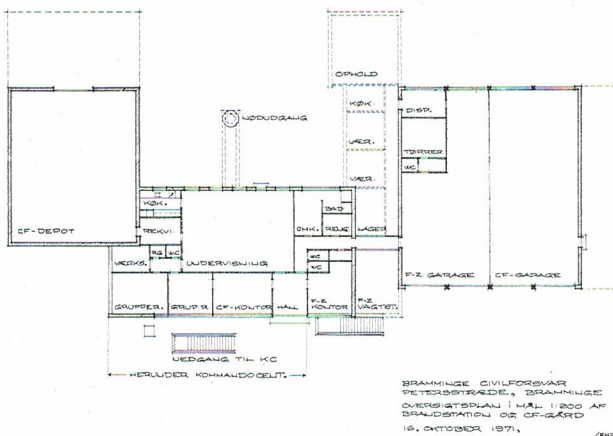 OPHOLD
KØK.
DISP.
NØDUDGANG
VÆR.
TØRRER.
WC
VÆR.
KØK.
BAD
CF-DEPOT
REKVI.
OMK.
RENG.
LAGER
VÆRKS.
RG
WC
UNDERVISNING
WC
WC
F-Z GARAGE
CF-GARAGE
GRUPPER.
GRUP.R.
CF-KONTOR
HALL
F-Z
KONTOR
F-Z
VAGTST.
NEDGANG TIL KC
HERUNDER KOMMANDOCENT.
BRAMMINGE CIVILFORSVAR
PETERSSTRÆDE, BRAMMINGE
OVERSIGTSPLAN I MÅL 1:200 AF
BRANDSTATION OG CF-GÅRD
16. OKTOBER 1971.